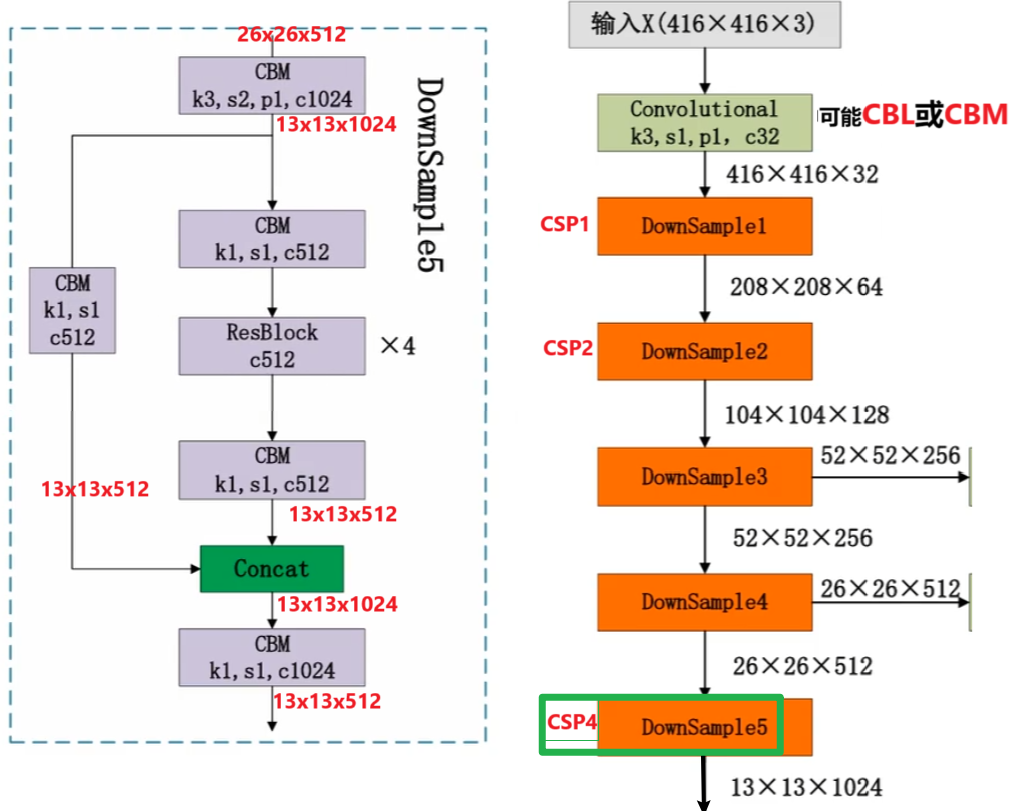 26x26x512
CBM
k3,s2,p1,c1024
13x13x1024
DownSample5
CBM
k1,s1,c512
CBM
k1,s1
c512
ResBlock
c512
×4
CBM
k1,s1,c512
13x13x512
13x13x512
Concat
13x13x1024
CBM
k1,s1,c1024
13x13x512
输入X(416×416×3)
Convolutional
k3,s1,p1, c32
可能CBL或CBM
416×416×32
CSP1
DownSample1
208×208×64
CSP2
DownSample2
104×104×128
DownSample3
52×52×256
52×52×256
DownSample4
26×26×512
26×26×512
CSP4
DownSample5
13×13×1024